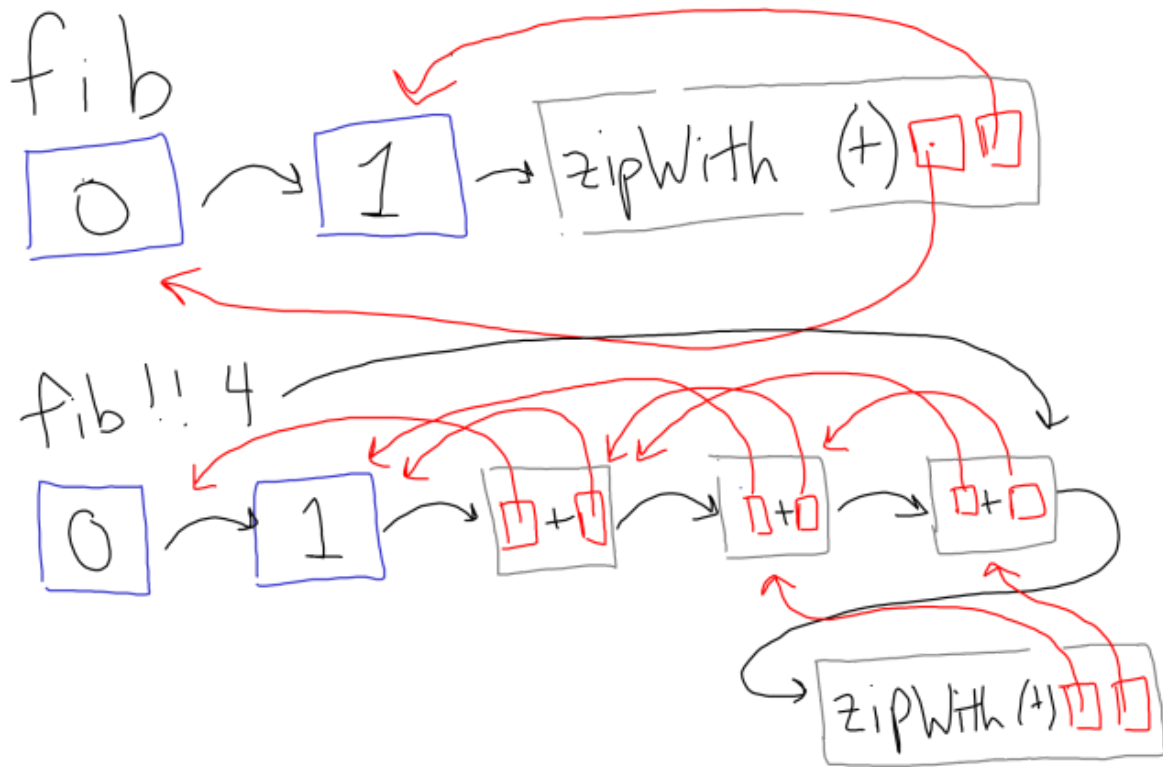 fib
0 1 zipWith (+)
fib!! 4
0 1 + + +
zipWith (+)